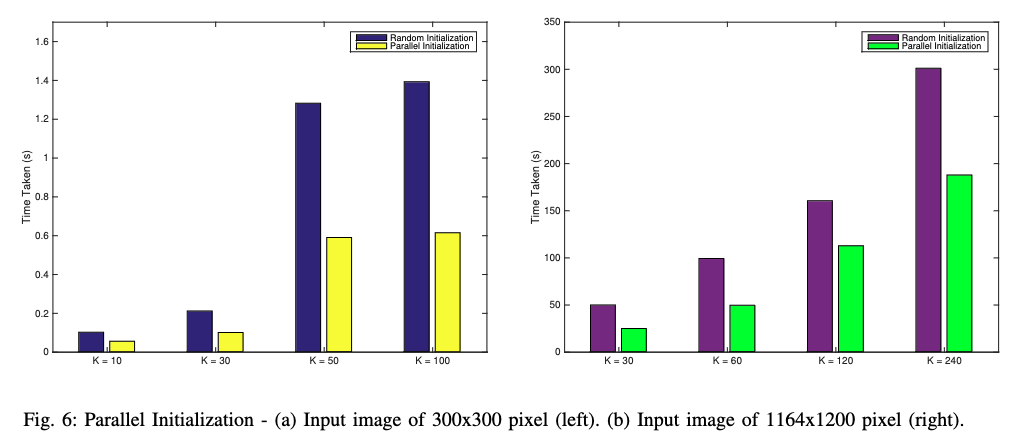 Time Taken (s)
1.6
1.4
1.2
1
0.8
0.6
0.4
0.2
0
Random Initialization
Parallel Initialization
K = 10
K = 30
K = 50
K = 100
Time Taken (s)
350
300
250
200
150
100
50
0
Random Initialization
Parallel Initialization
K = 30
K = 60
K = 120
K = 240
Fig. 6: Parallel Initialization - (a) Input image of 300x300 pixel (left). (b) Input image of 1164x1200 pixel (right).